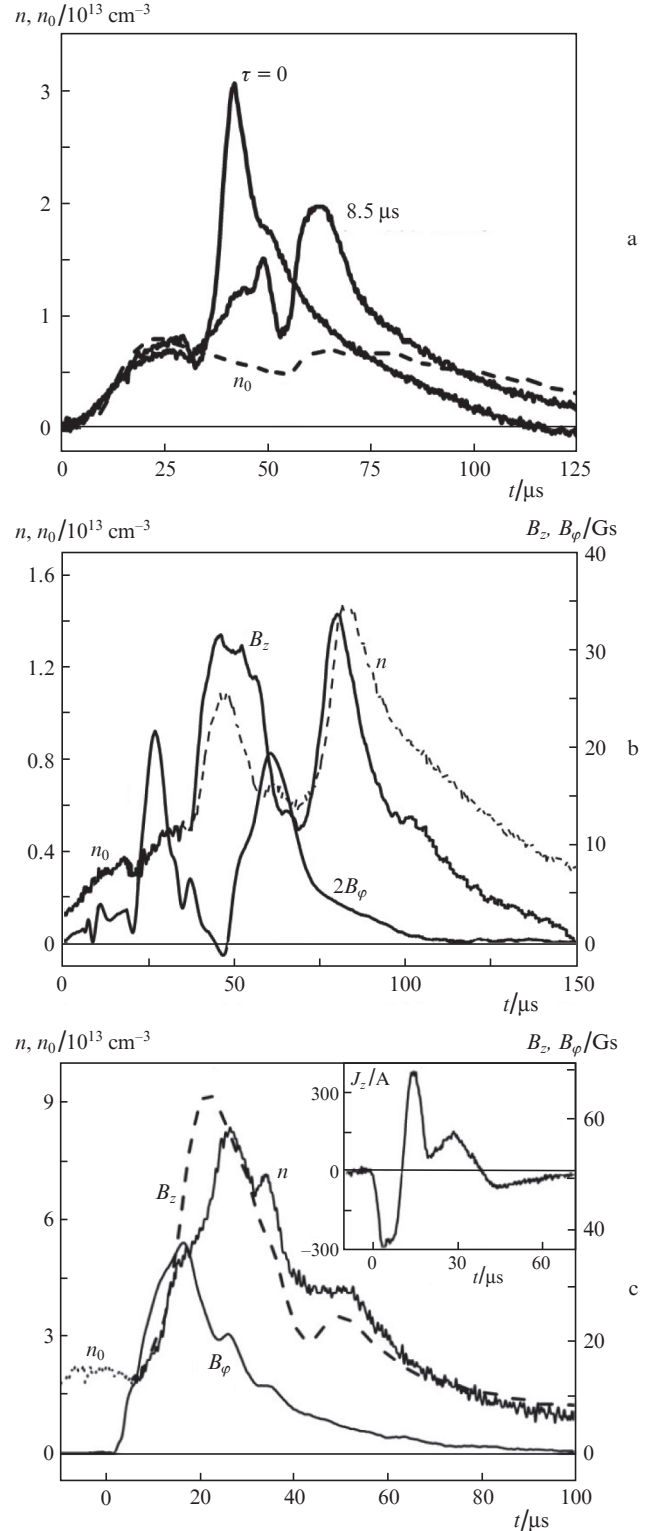 n, n₀/10¹³ cm⁻³
τ = 0
3
8.5 μs
2
a
1
n₀
0
0 25 50 75 100 125
t/μs
n, n₀/10¹³ cm⁻³ B_z, B_φ/Gs
40
1.6
B_z
30
n
1.2
b
0.8 20
n₀
0.4 10
2B_φ
0 0
0 50 75 100 150
t/μs
n, n₀/10¹³ cm⁻³ B_z, B_φ/Gs
J_z/A
300
9 60
0
B_z n
−300
0 30 60
t/μs
6 40
c
3 n₀ 20
B_φ
0 0
0 20 40 60 80 100
t/μs